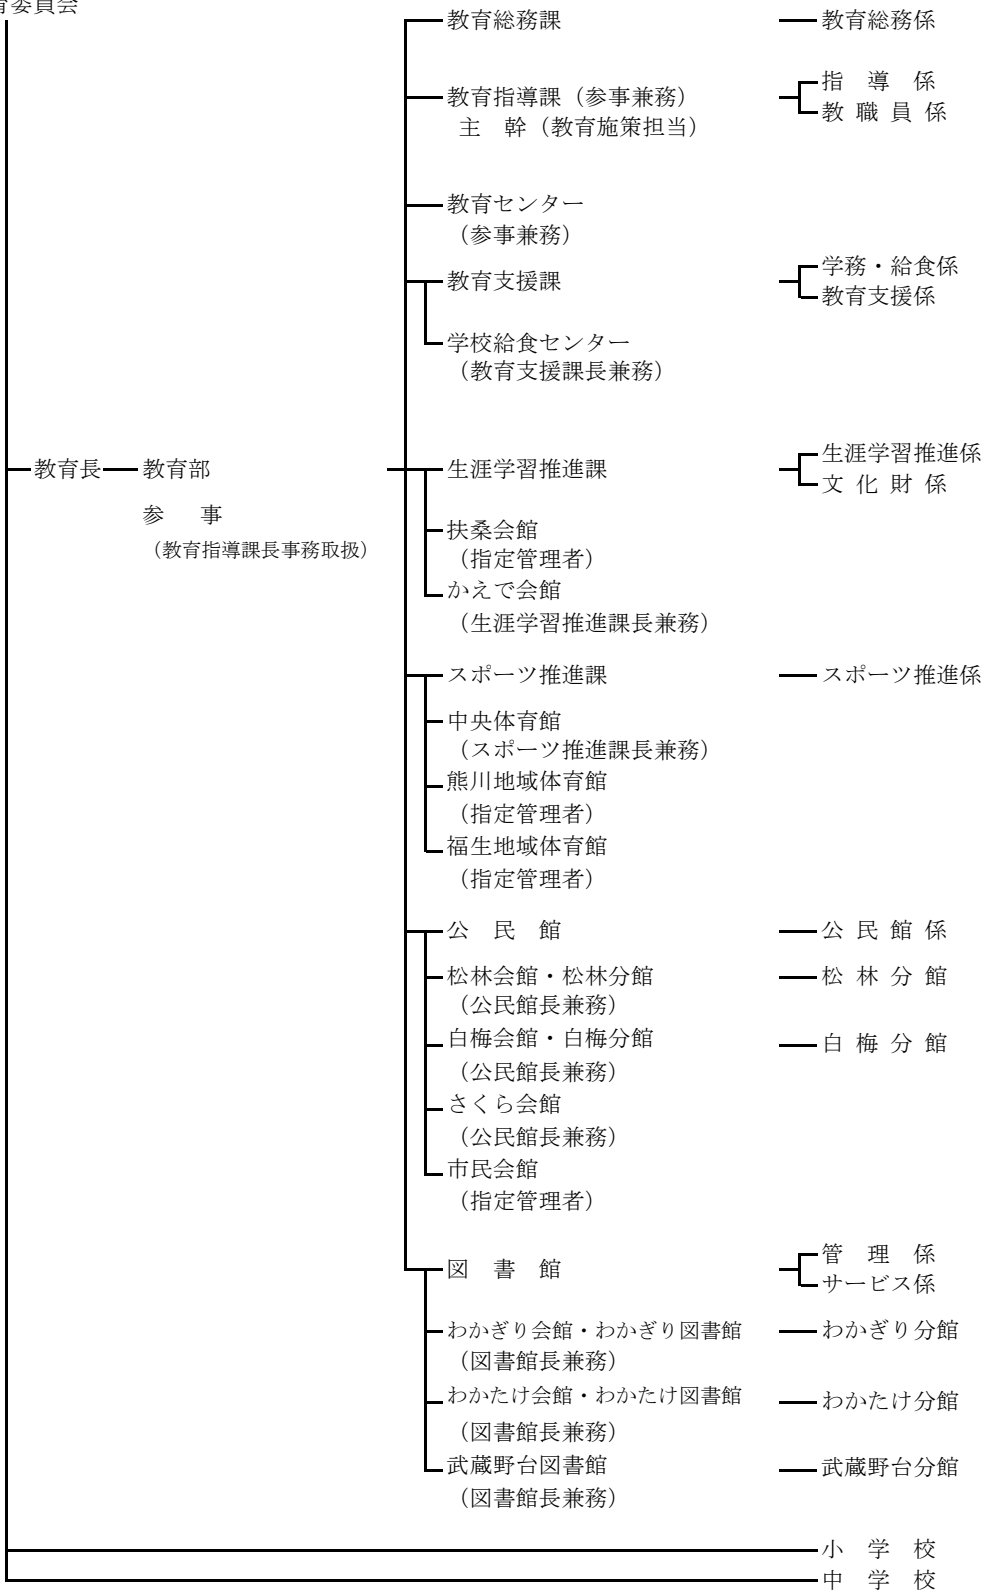 育委員会
教育総務課 教育総務係
指 導 係
教育指導課(参事兼務)
教 職 員 係
主 幹(教育施策担当)
教育センター
(参事兼務)
学務・給食係
教育支援課
教育支援係
学校給食センター
(教育支援課長兼務)
生涯学習推進係
教育長 教育部 生涯学習推進課
文 化 財 係
参 事
扶桑会館
(教育指導課長事務取扱)
(指定管理者)
かえで会館
(生涯学習推進課長兼務)
スポーツ推進課 スポーツ推進係
中央体育館
(スポーツ推進課長兼務)
熊川地域体育館
(指定管理者)
福生地域体育館
(指定管理者)
公 民 館 公 民 館 係
松林会館・松林分館 松 林 分 館
(公民館長兼務)
白梅会館・白梅分館 白 梅 分 館
(公民館長兼務)
さくら会館
(公民館長兼務)
市民会館
(指定管理者)
管 理 係
図 書 館
サービス係
わかぎり会館・わかぎり図書館 わかぎり分館
(図書館長兼務)
わかたけ会館・わかたけ図書館 わかたけ分館
(図書館長兼務)
武蔵野台図書館 武蔵野台分館
(図書館長兼務)
小 学 校
中 学 校